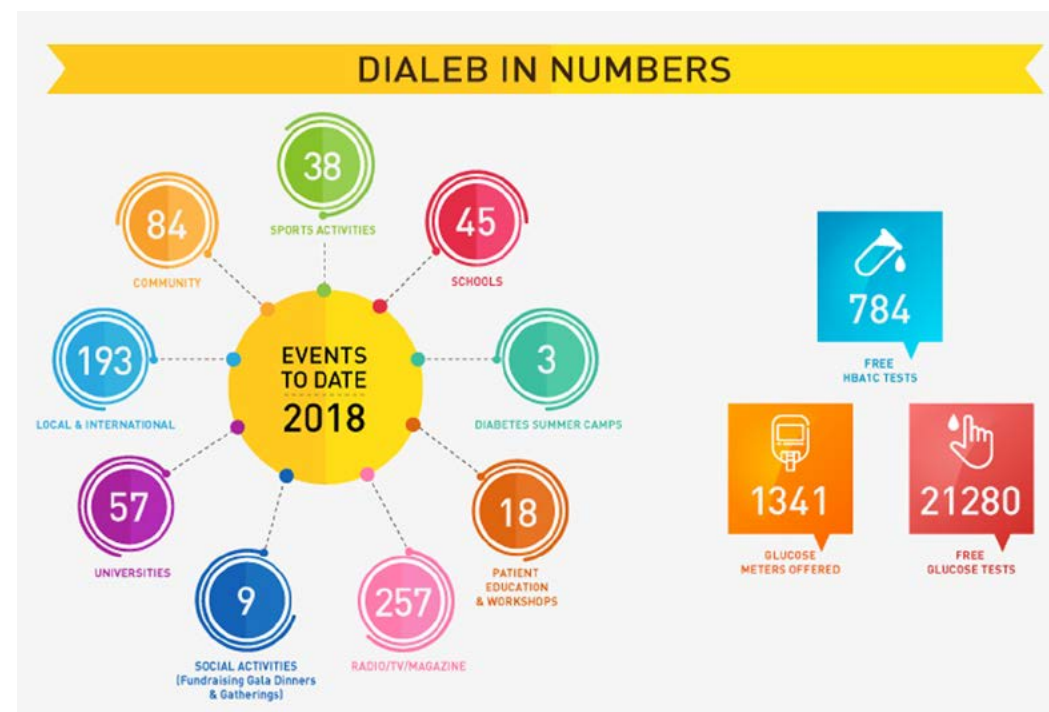 DIALEB IN NUMBERS
38
SPORTS ACTIVITIES
84
COMMUNITY
45
SCHOOLS
193
LOCAL & INTERNATIONAL
EVENTS
TO DATE
2018
3
DIABETES SUMMER CAMPS
57
UNIVERSITIES
18
PATIENT
EDUCATION
& WORKSHOPS
9
SOCIAL ACTIVITIES
(Fundraising Gala Dinners
& Gatherings)
257
RADIO/TV/MAGAZINE
784
FREE
HBA1C TESTS
1341
GLUCOSE
METERS OFFERED
21280
FREE
GLUCOSE TESTS